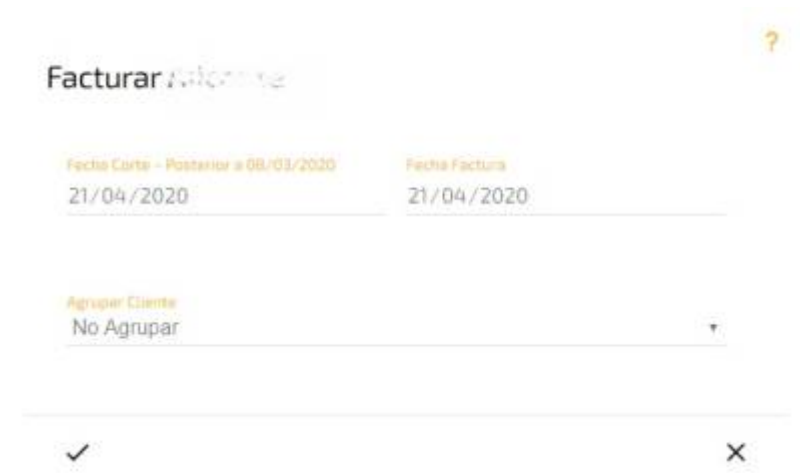 ?
Facturar
Fecha Corte - Posterior a 08/03/2020
21/04/2020
Fecha Factura
21/04/2020
Agrupar Cliente
No Agrupar